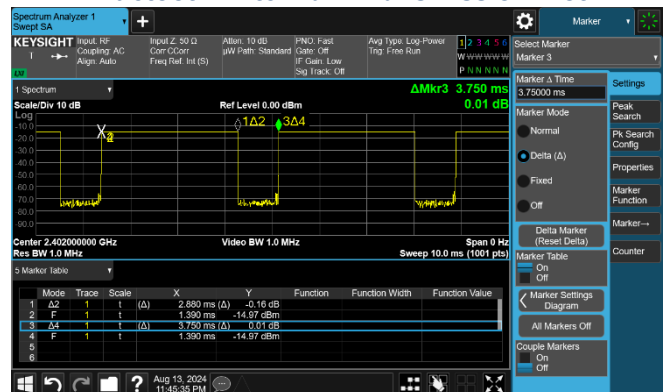 Spectrum Analyzer 1
Swept SA
Marker
KEYSIGHT
Input: RF
Coupling: AC
Align: Auto
Input Z: 50 Ω
Corr CCorr
Freq Ref: Int (S)
Atten: 10 dB
µW Path: Standard
PNO: Fast
Gate: Off
IF Gain: Low
Sig Track: Off
Avg Type: Log-Power
Trig: Free Run
1 2 3 4 5 6
W W W W W W
P N N N N N
Select Marker
Marker 3
1 Spectrum
ΔMkr3 3.750 ms
0.01 dB
Scale/Div 10 dB
Ref Level 0.00 dBm
Log
-10.0
-20.0
-30.0
-40.0
-50.0
-60.0
-70.0
-80.0
-90.0
1Δ2
3Δ4
Center 2.402000000 GHz
Res BW 1.0 MHz
Video BW 1.0 MHz
Span 0 Hz
Sweep 10.0 ms (1001 pts)
5 Marker Table
Mode Trace Scale X Y Function Function Width Function Value
1 Δ2 1 t (Δ) 2.880 ms (Δ) -0.16 dB
2 F 1 t 1.390 ms -14.97 dBm
3 Δ4 1 t (Δ) 3.750 ms (Δ) 0.01 dB
4 F 1 t 1.390 ms -14.97 dBm
5
6
Marker Δ Time
3.75000 ms
Marker Mode
Normal
Delta (Δ)
Fixed
Off
Delta Marker
(Reset Delta)
Marker Table
On
Off
Marker Settings
Diagram
All Markers Off
Couple Markers
On
Off
Settings
Peak
Search
Pk Search
Config
Properties
Marker
Function
Marker→
Counter
Aug 13, 2024
11:45:35 PM